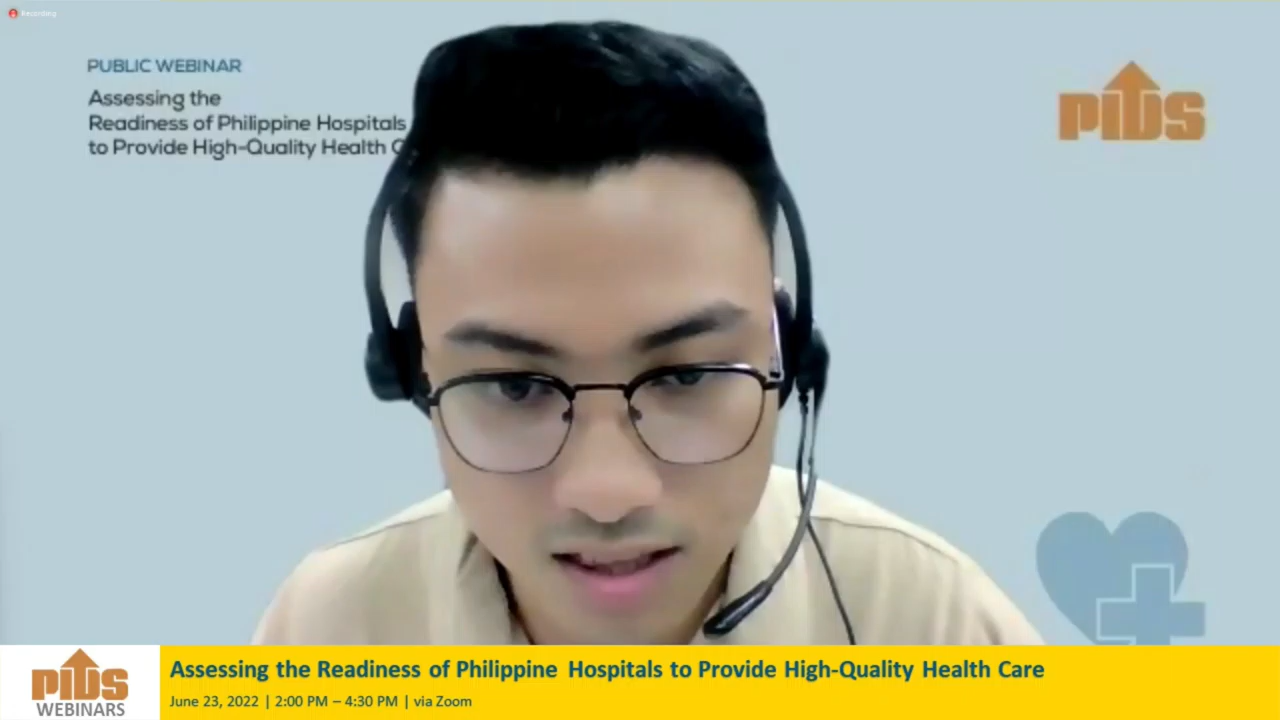 Recording
PUBLIC WEBINAR
Assessing the
Readiness of Philippine Hospitals
to Provide High-Quality Health C
PIDS
PIDS
WEBINARS
Assessing the Readiness of Philippine Hospitals to Provide High-Quality Health Care
June 23, 2022 | 2:00 PM – 4:30 PM | via Zoom